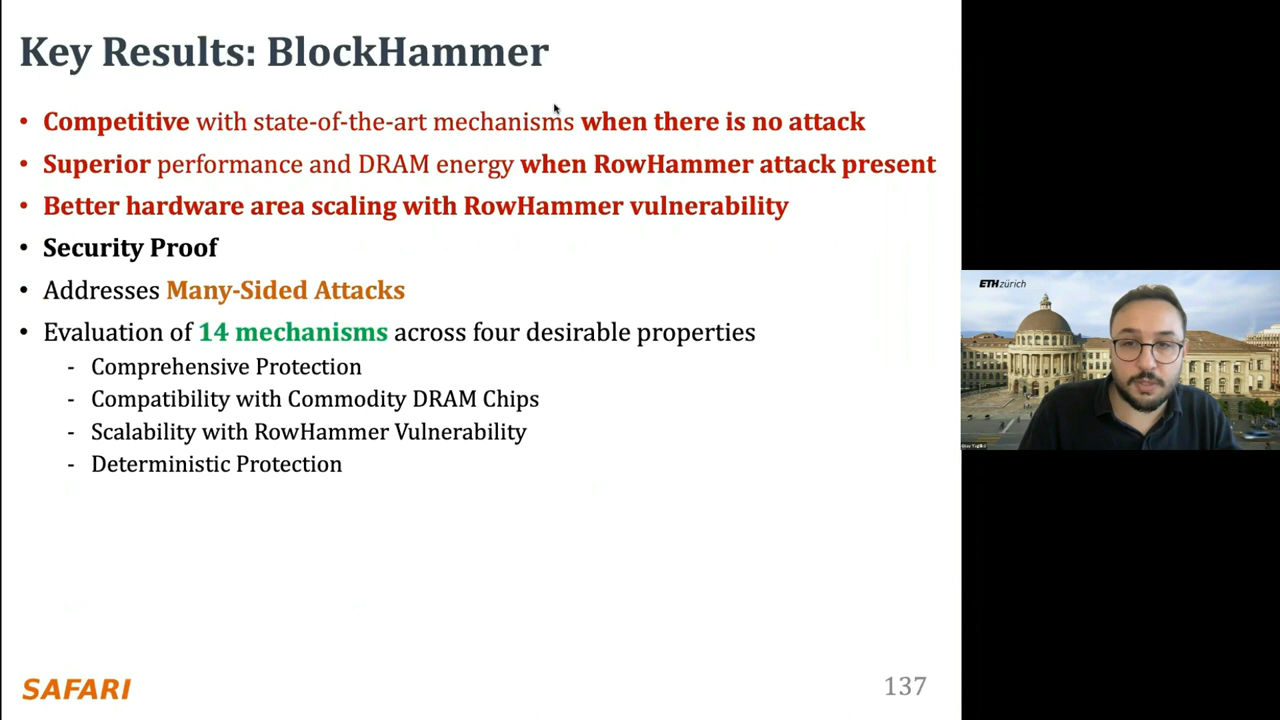 Key Results: BlockHammer
• Competitive with state-of-the-art mechanisms when there is no attack
• Superior performance and DRAM energy when RowHammer attack present
• Better hardware area scaling with RowHammer vulnerability
• Security Proof
• Addresses Many-Sided Attacks
• Evaluation of 14 mechanisms across four desirable properties
- Comprehensive Protection
- Compatibility with Commodity DRAM Chips
- Scalability with RowHammer Vulnerability
- Deterministic Protection
ETH zürich
SAFARI
137